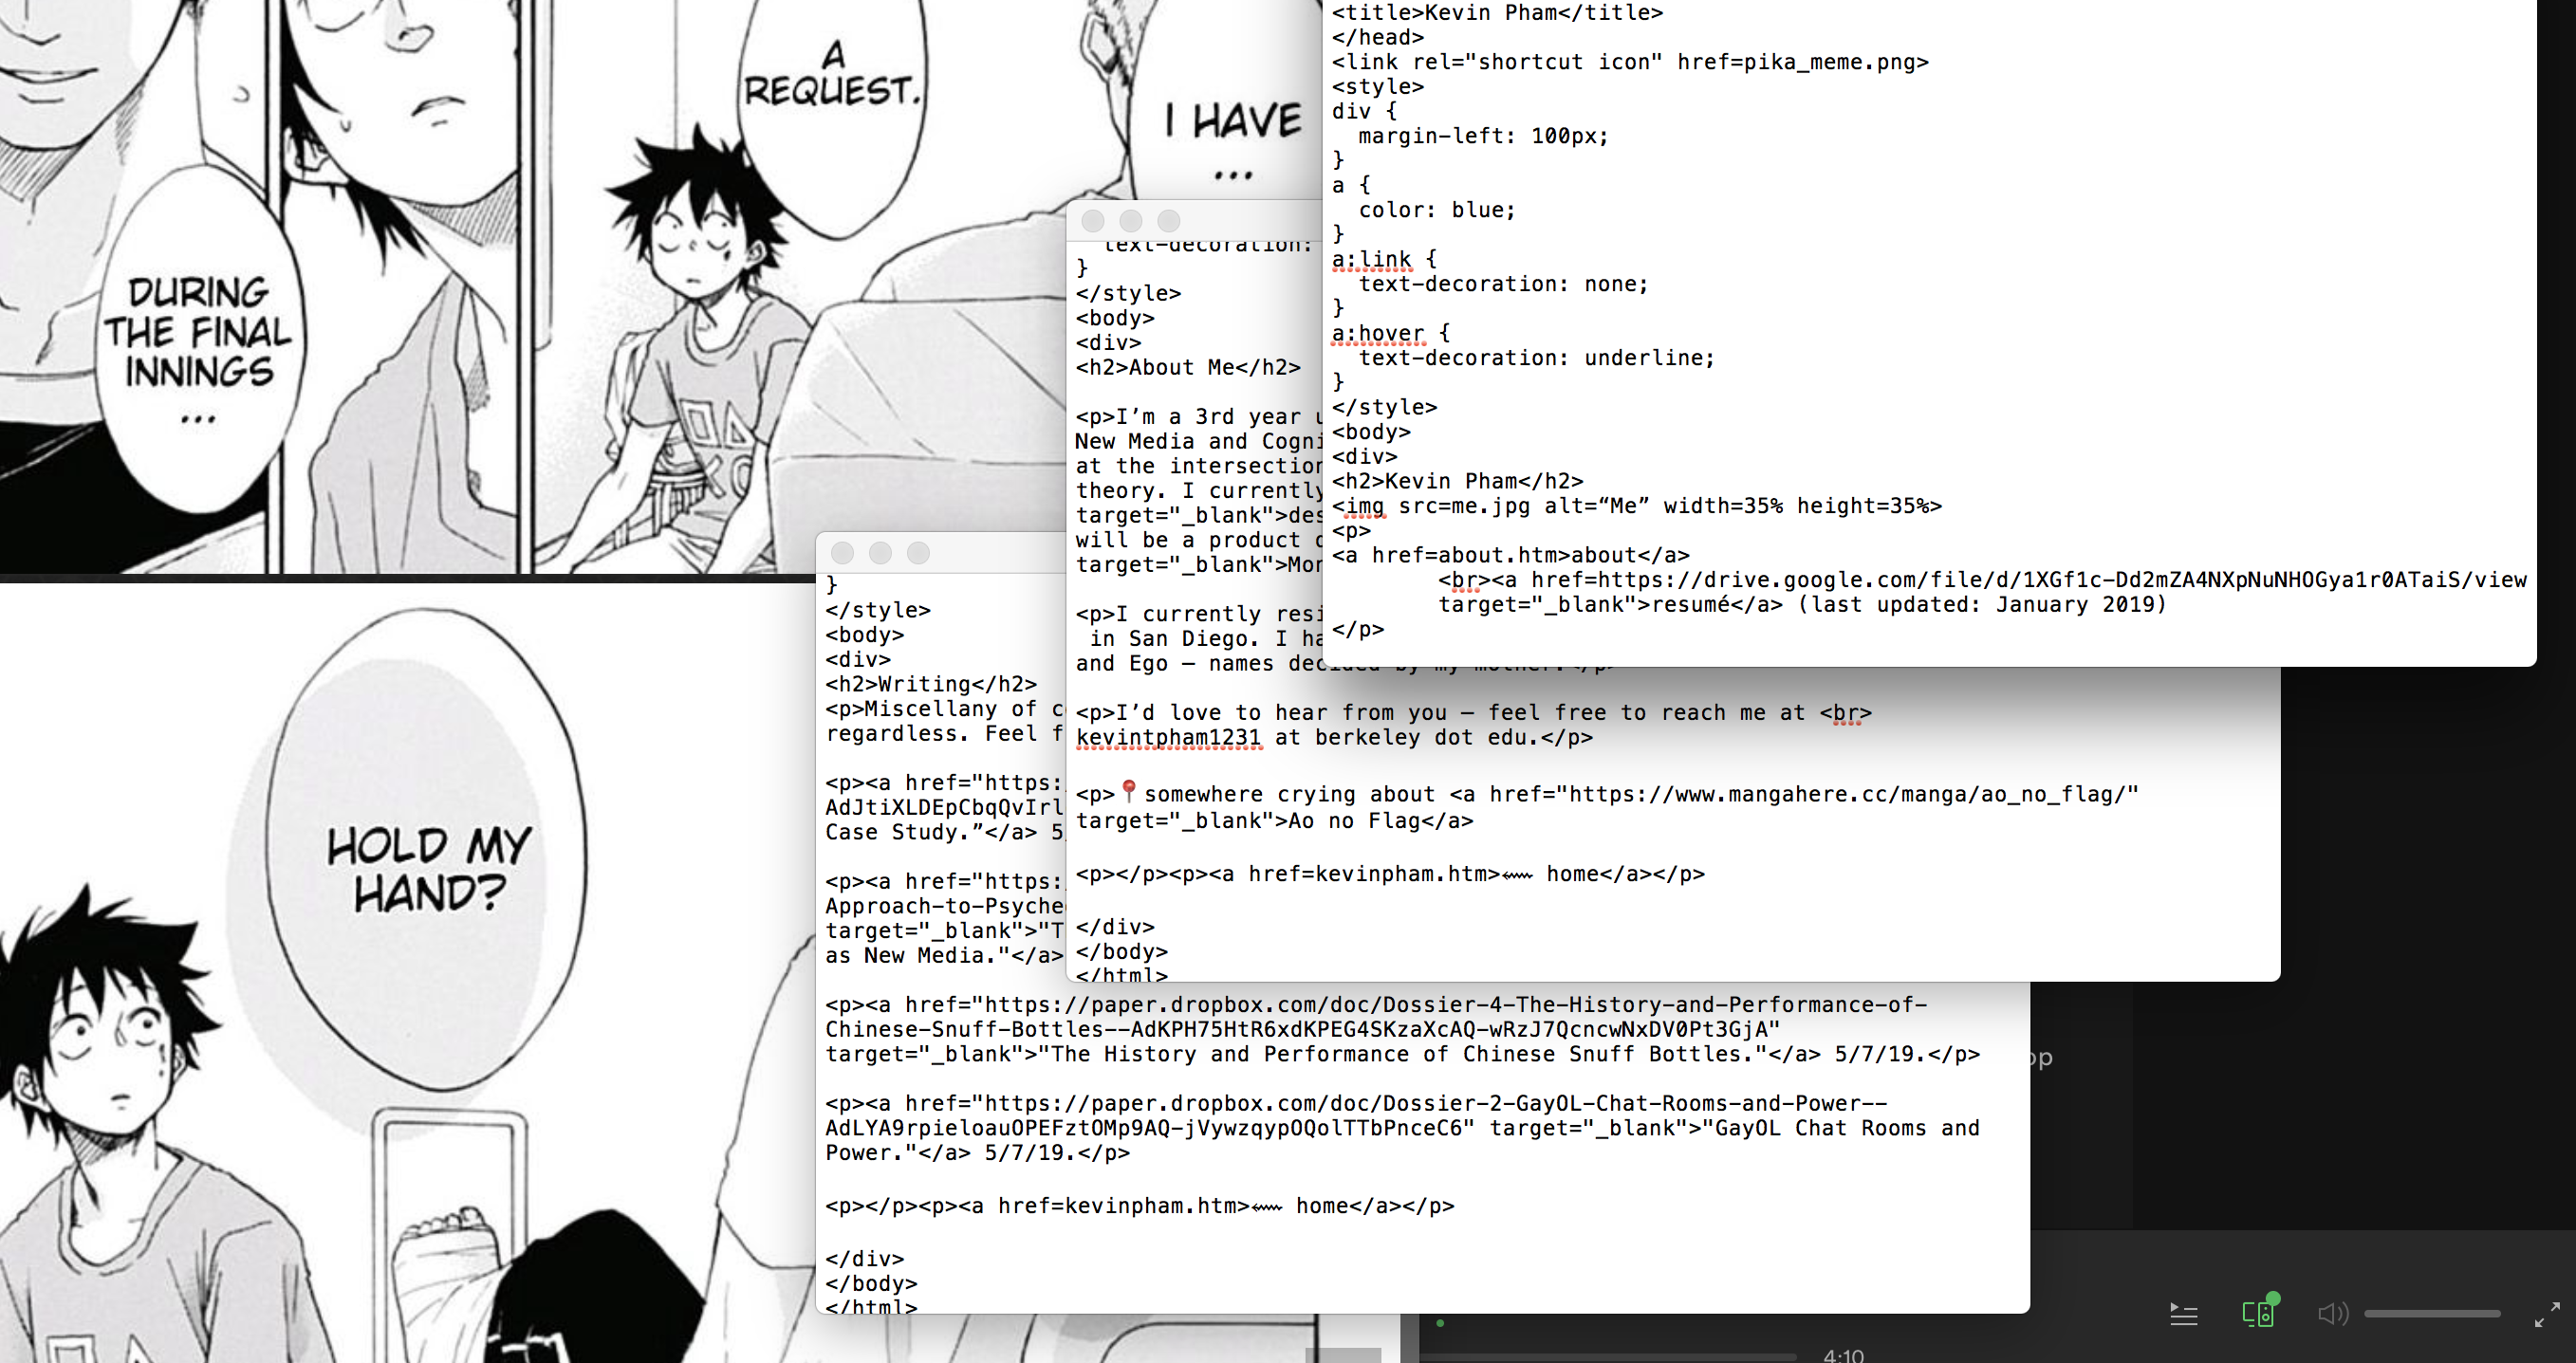 A
REQUEST.
I HAVE
...
DURING
THE FINAL
INNINGS
...
HOLD MY
HAND?
<title>Kevin Pham</title>
</head>
<link rel="shortcut icon" href=pika_meme.png>
<style>
div {
  margin-left: 100px;
}
a {
  color: blue;
}
a:link {
  text-decoration: none;
}
a:hover {
  text-decoration: underline;
}
</style>
<body>
<div>
<h2>Kevin Pham</h2>
<img src=me.jpg alt=“Me” width=35% height=35%>
<p>
<a href=about.htm>about</a>
<br><a href=https://drive.google.com/file/d/1XGf1c-Dd2mZA4NXpNuNHOGya1r0ATaiS/view
target="_blank">resumé</a> (last updated: January 2019)
</p>
text-decoration:
}
</style>
<body>
<div>
<h2>About Me</h2>
<p>I’m a 3rd year
New Media and
at the intersection
theory. I currently
target="_blank">
will be a product
target="_blank">
<p>I currently
in San Diego. I
and Ego — names decided by my mother.</p>
<p>I’d love to hear from you — feel free to reach me at <br>
kevintpham1231 at berkeley dot edu.</p>
<p>📍somewhere crying about <a href="https://www.mangahere.cc/manga/ao_no_flag/"
target="_blank">Ao no Flag</a>
<p></p><p><a href=kevinpham.htm>⬳ home</a></p>
</div>
</body>
</html>
}
</style>
<body>
<div>
<h2>Writing</h2>
<p>Miscellany of
regardless. Feel
<p><a href="https:
AdJtiXLDEpCbqQvIrl
Case Study.”</a>
<p><a href="https:
Approach-to-
target="_blank">
as New Media."</a>
<p><a href="https://paper.dropbox.com/doc/Dossier-4-The-History-and-Performance-of-
Chinese-Snuff-Bottles--AdKPH75HtR6xdKPEG4SKzaXcAQ-wRzJ7QcncwNxDV0Pt3GjA"
target="_blank">"The History and Performance of Chinese Snuff Bottles."</a> 5/7/19.</p>
<p><a href="https://paper.dropbox.com/doc/Dossier-2-GayOL-Chat-Rooms-and-Power--
AdLYA9rpieloauOPEFztOMp9AQ-jVywzqypOQolTTbPnceC6" target="_blank">"GayOL Chat Rooms and
Power."</a> 5/7/19.</p>
<p></p><p><a href=kevinpham.htm>⬳ home</a></p>
</div>
</body>
</html>
4:10